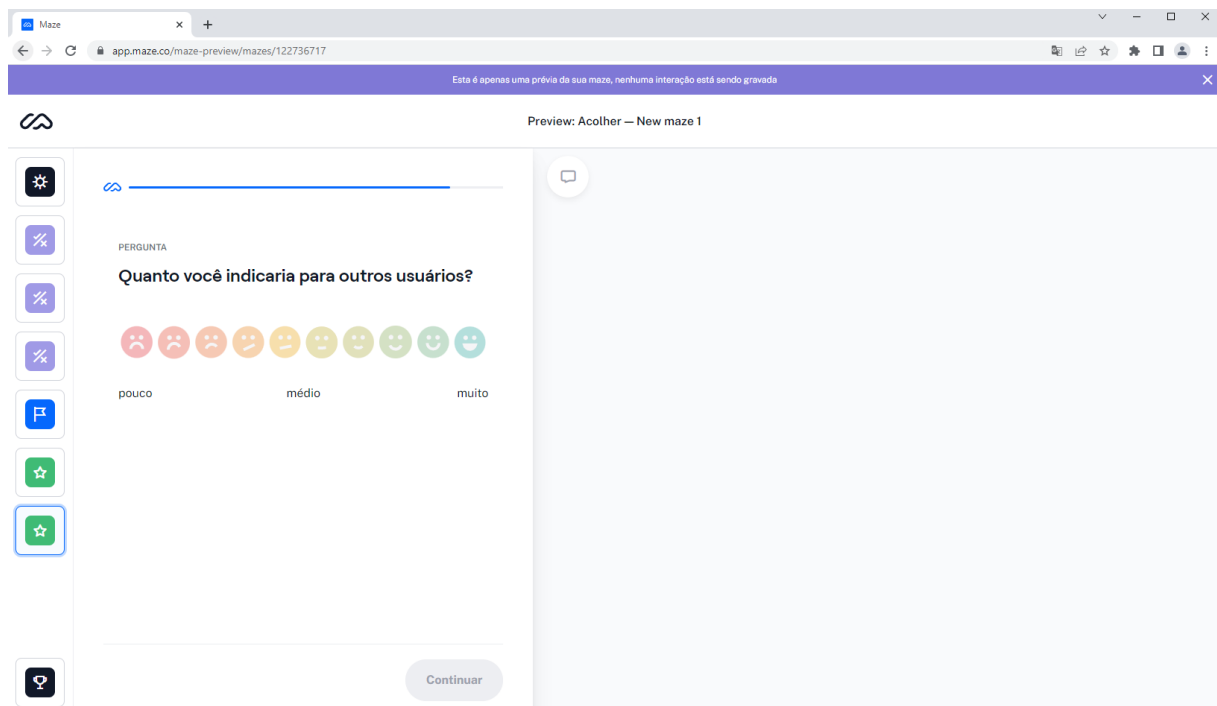 Maze
app.maze.co/maze-preview/mazes/122736717
Esta é apenas uma prévia da sua maze, nenhuma interação está sendo gravada
Preview: Acolher — New maze 1
PERGUNTA
Quanto você indicaria para outros usuários?
pouco médio muito
Continuar